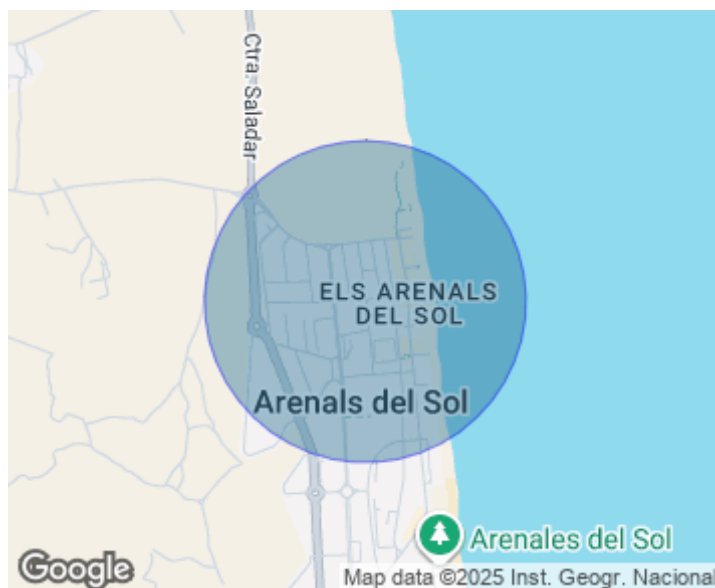 Ctra. Saladar
ELS ARENALS
DEL SOL
Arenals del Sol
Arenales del Sol
Google
Map data ©2025 Inst. Geogr. Nacional